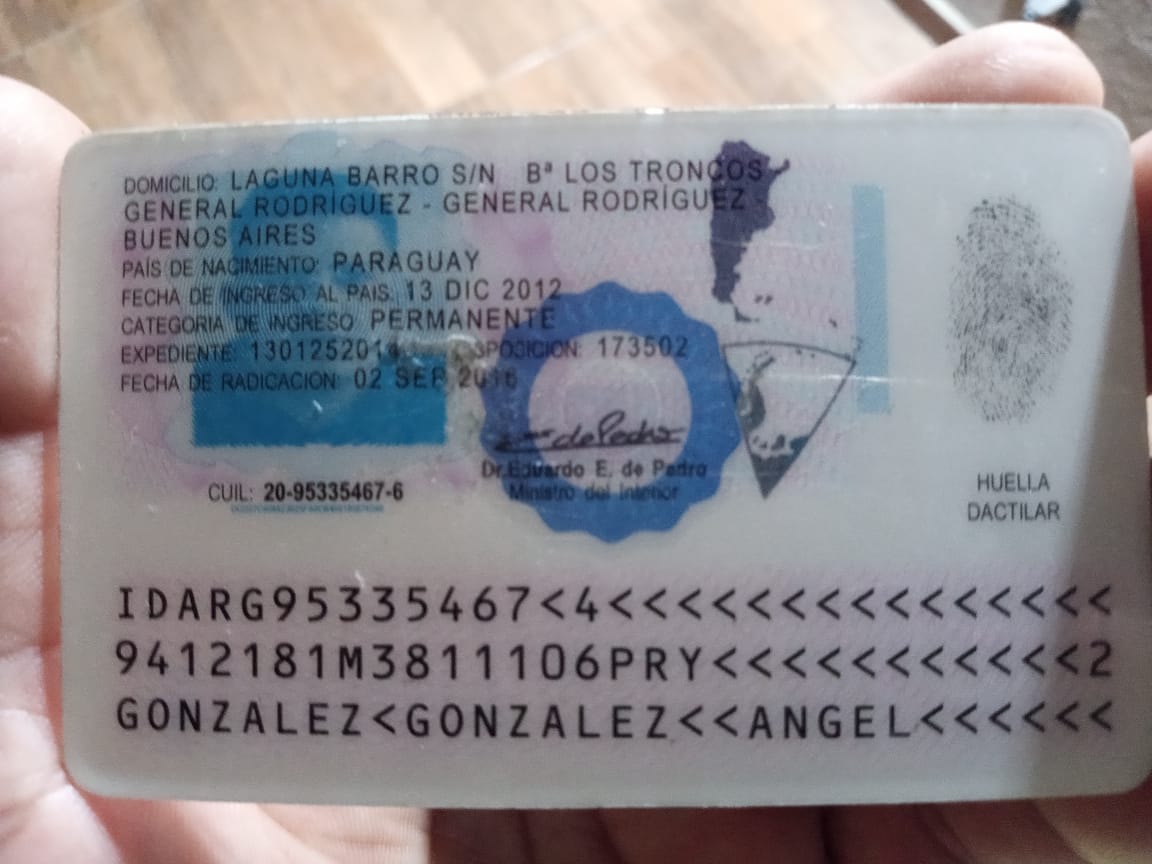 DOMICILIO: LAGUNA BARRO S/N Bª LOS TRONCOS
GENERAL RODRÍGUEZ - GENERAL RODRÍGUEZ
BUENOS AIRES
PAÍS DE NACIMIENTO: PARAGUAY
FECHA DE INGRESO AL PAIS: 13 DIC 2012
CATEGORIA DE INGRESO PERMANENTE
EXPEDIENTE: 173502
FECHA DE RADICACION: 02 SEP
CUIL: 20-95335467-6
Dr. Eduardo E. de Pedro
Ministro del Interior
HUELLA
DACTILAR
IDARG95335467<4<<<<<<<<<<<<<<<
9412181M3811106PRY<<<<<<<<<<<2
GONZALEZ<GONZALEZ<<ANGEL<<<<<<